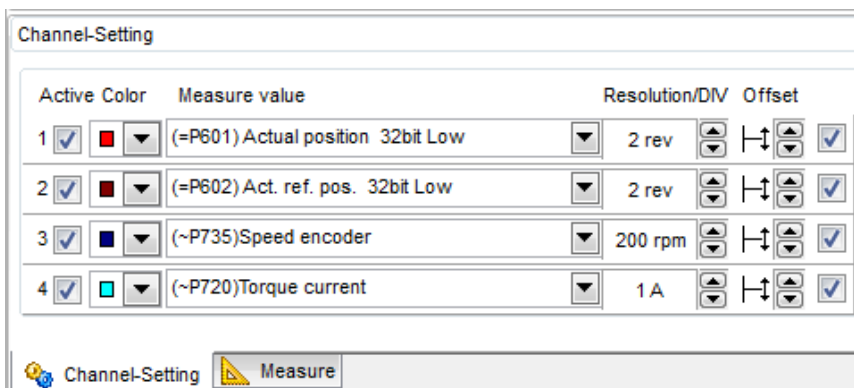 Channel-Setting
Active Color Measure value Resolution/DIV Offset
1 (=P601) Actual position 32bit Low 2 rev
2 (=P602) Act. ref. pos. 32bit Low 2 rev
3 (~P735)Speed encoder 200 rpm
4 (~P720)Torque current 1 A
Channel-Setting Measure